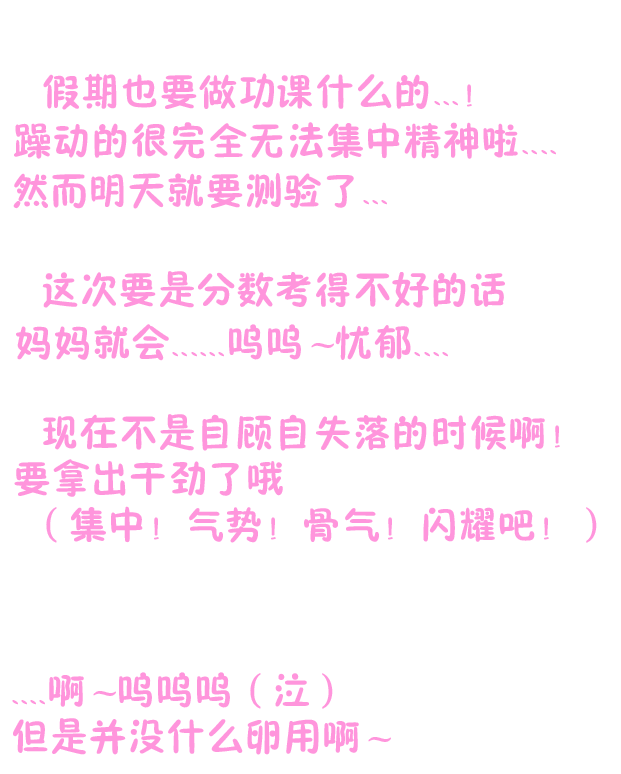 假期也要做功课什么的...！
躁动的很完全无法集中精神啦....
然而明天就要测验了...
这次要是分数考得不好的话
妈妈就会......呜呜~忧郁....
现在不是自顾自失落的时候啊！
要拿出干劲了哦
（集中！气势！骨气！闪耀吧！）
....啊~呜呜呜（泣）
但是并没什么卵用啊~